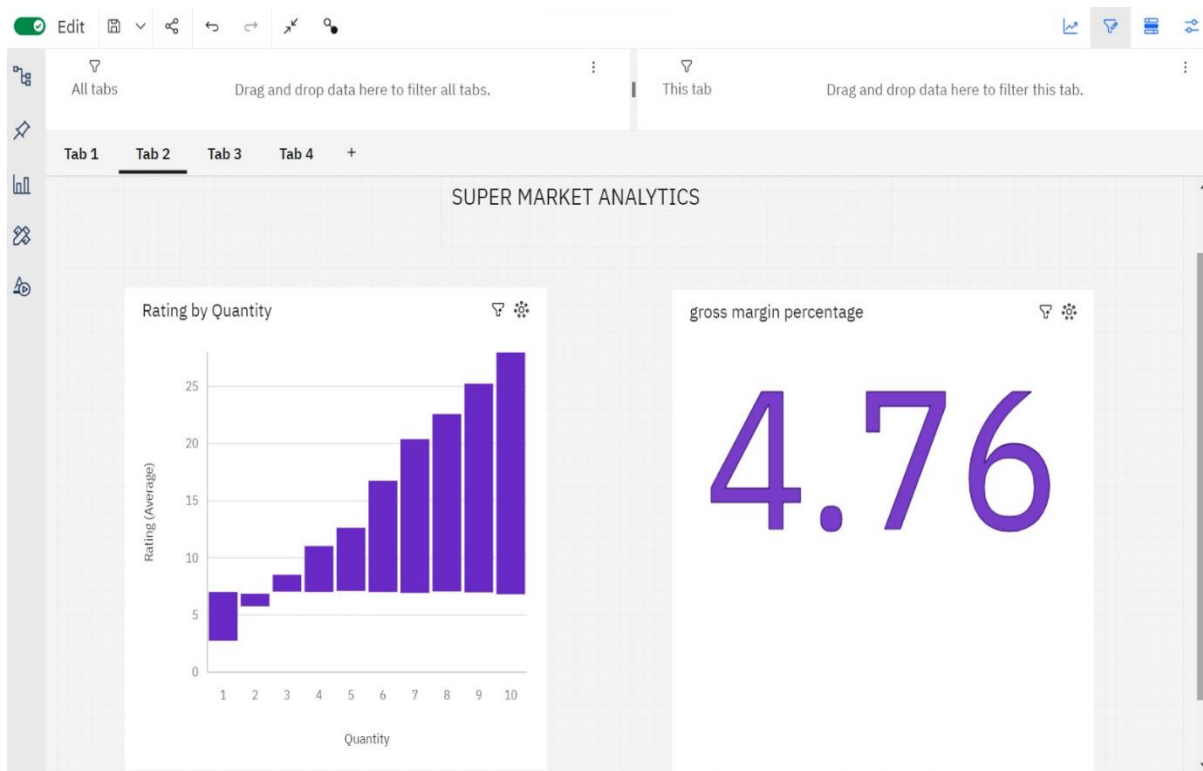 Edit
All tabs
Drag and drop data here to filter all tabs.
This tab
Drag and drop data here to filter this tab.
Tab 1 Tab 2 Tab 3 Tab 4 +
SUPER MARKET ANALYTICS
Rating by Quantity
25
20
15
10
5
0
Rating (Average)
1 2 3 4 5 6 7 8 9 10
Quantity
gross margin percentage
4.76